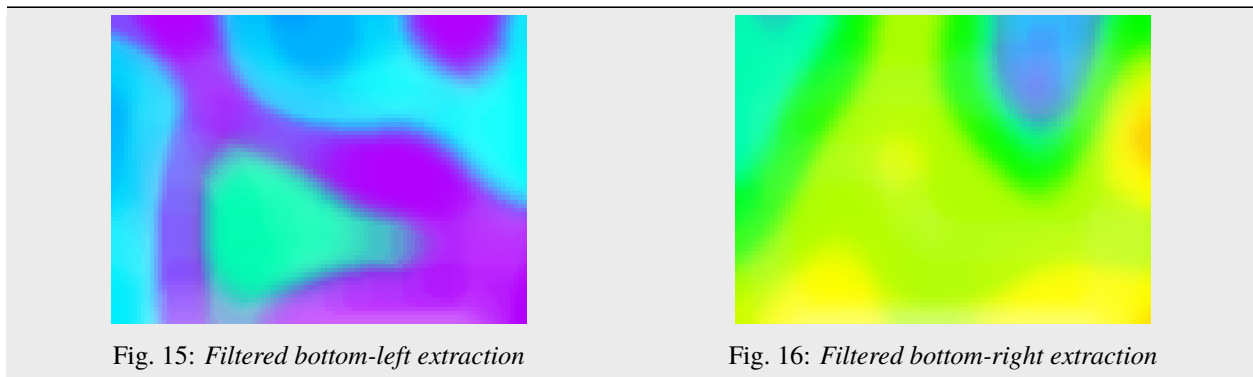 Fig. 15: Filtered bottom-left extraction
Fig. 16: Filtered bottom-right extraction